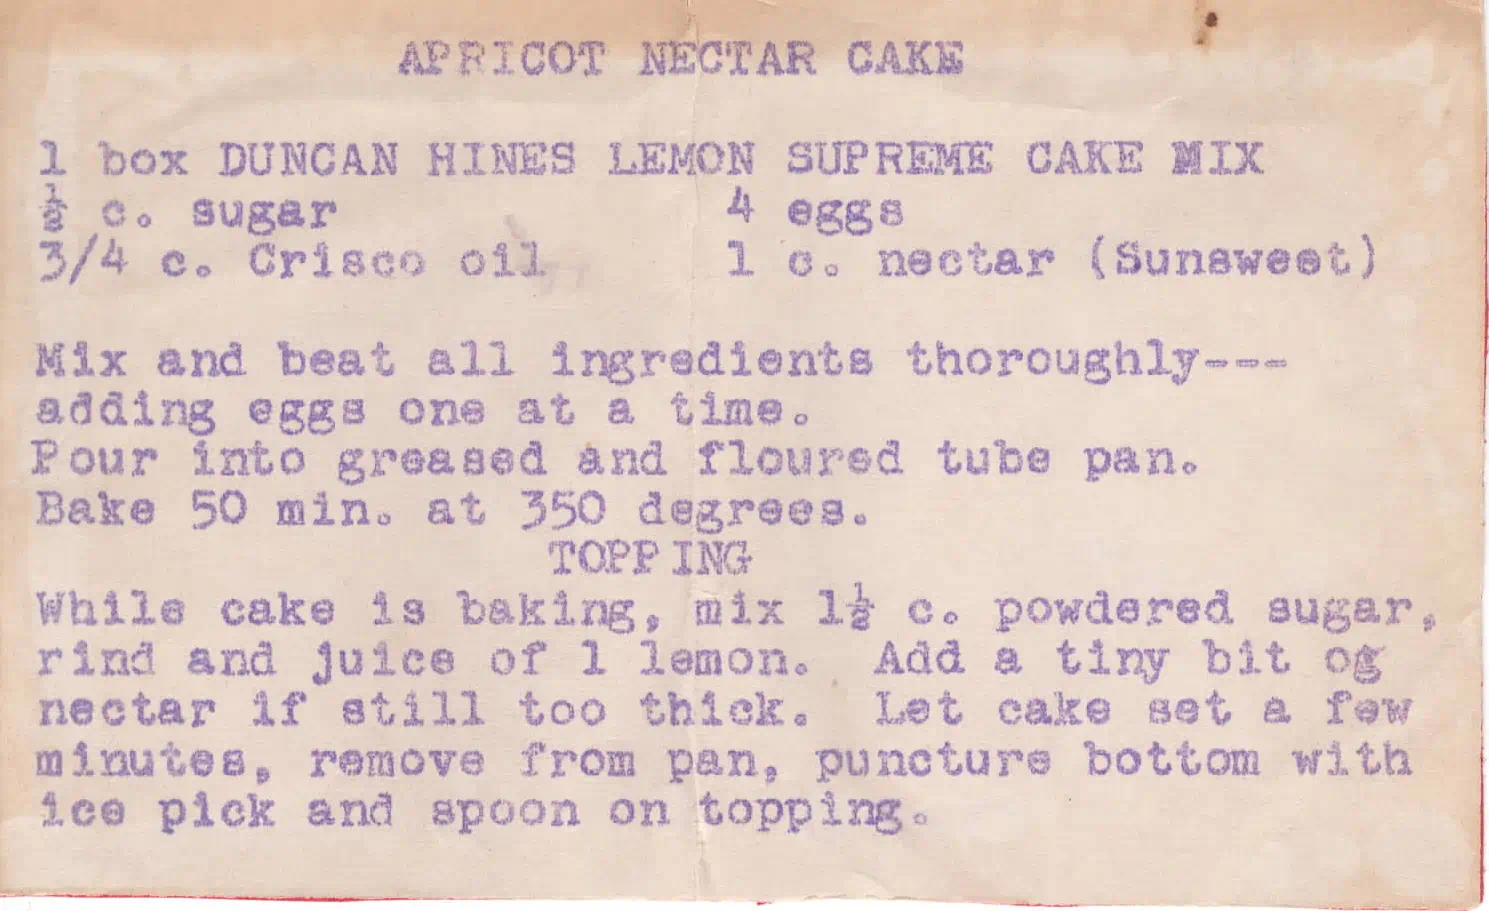 APRICOT NECTAR CAKE
1 box DUNCAN HINES LEMON SUPREME CAKE MIX
½ c. sugar 4 eggs
3/4 c. Crisco oil 1 c. nectar (Sunsweet)
Mix and beat all ingredients thoroughly---
adding eggs one at a time.
Pour into greased and floured tube pan.
Bake 50 min. at 350 degrees.
TOPPING
While cake is baking, mix 1½ c. powdered sugar,
rind and juice of 1 lemon. Add a tiny bit og
nectar if still too thick. Let cake set a few
minutes, remove from pan, puncture bottom with
ice pick and spoon on topping.